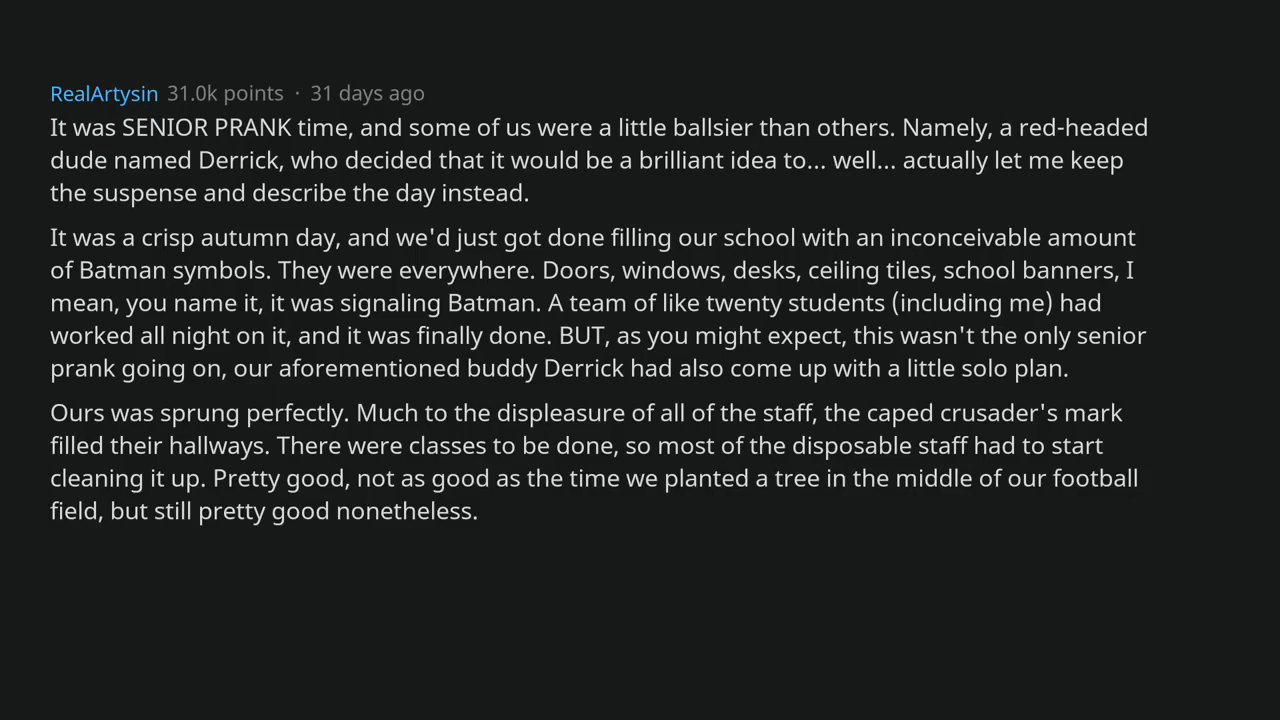 RealArtysin 31.0k points · 31 days ago
It was SENIOR PRANK time, and some of us were a little ballsier than others. Namely, a red-headed
dude named Derrick, who decided that it would be a brilliant idea to... well... actually let me keep
the suspense and describe the day instead.
It was a crisp autumn day, and we'd just got done filling our school with an inconceivable amount
of Batman symbols. They were everywhere. Doors, windows, desks, ceiling tiles, school banners, I
mean, you name it, it was signaling Batman. A team of like twenty students (including me) had
worked all night on it, and it was finally done. BUT, as you might expect, this wasn't the only senior
prank going on, our aforementioned buddy Derrick had also come up with a little solo plan.
Ours was sprung perfectly. Much to the displeasure of all of the staff, the caped crusader's mark
filled their hallways. There were classes to be done, so most of the disposable staff had to start
cleaning it up. Pretty good, not as good as the time we planted a tree in the middle of our football
field, but still pretty good nonetheless.